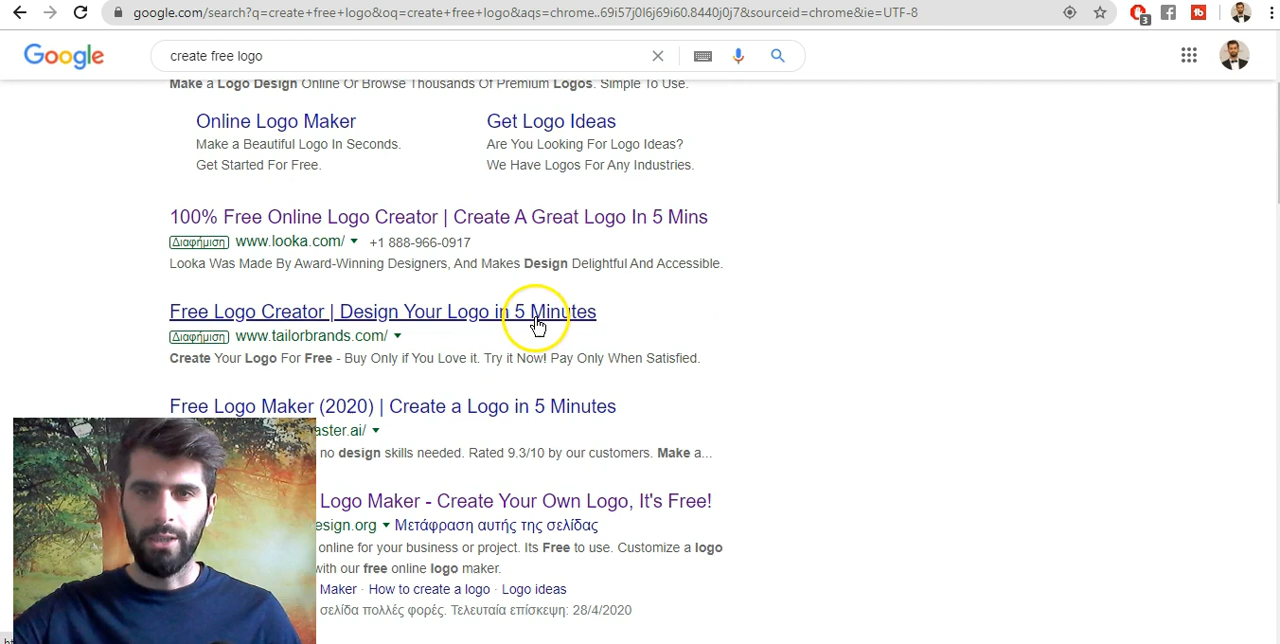 google.com/search?q=create+free+logo&oq=create+free+logo&aqs=chrome..69i57j0l6j69i60.8440j0j7&sourceid=chrome&ie=UTF-8
3
Google
create free logo
Make a Logo Design Online Or Browse Thousands Of Premium Logos. Simple To Use.
Online Logo Maker
Get Logo Ideas
Make a Beautiful Logo In Seconds.
Are You Looking For Logo Ideas?
Get Started For Free.
We Have Logos For Any Industries.
100% Free Online Logo Creator | Create A Great Logo In 5 Mins
Διαφήμιση www.looka.com/ +1 888-966-0917
Looka Was Made By Award-Winning Designers, And Makes Design Delightful And Accessible.
Free Logo Creator | Design Your Logo in 5 Minutes
Διαφήμιση www.tailorbrands.com/
Create Your Logo For Free - Buy Only if You Love it. Try it Now! Pay Only When Satisfied.
Free Logo Maker (2020) | Create a Logo in 5 Minutes
aster.ai/
no design skills needed. Rated 9.3/10 by our customers. Make a...
Logo Maker - Create Your Own Logo, It's Free!
esign.org Μετάφραση αυτής της σελίδας
online for your business or project. Its Free to use. Customize a logo
with our free online logo maker.
Maker · How to create a logo · Logo ideas
σελίδα πολλές φορές. Τελευταία επίσκεψη: 28/4/2020